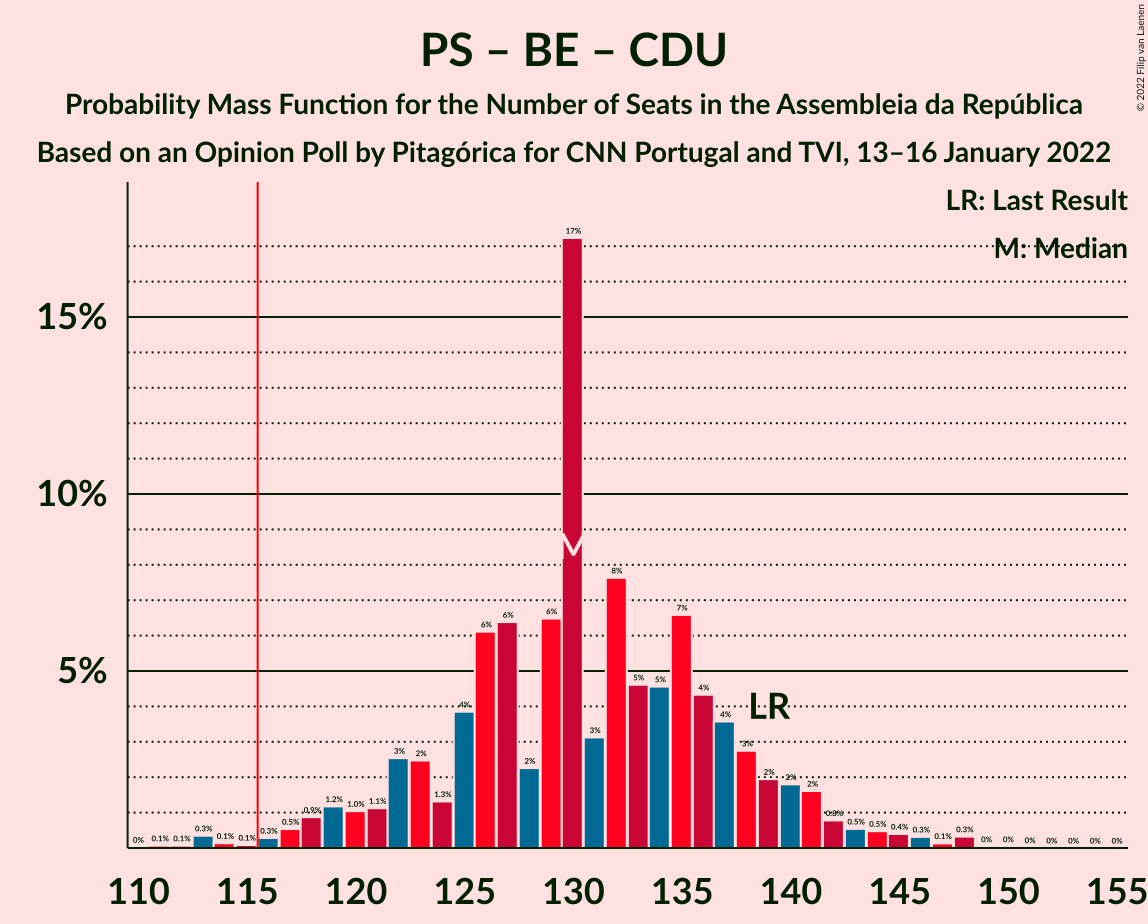 PS – BE – CDU
Probability Mass Function for the Number of Seats in the Assembleia da República
Based on an Opinion Poll by Pitagórica for CNN Portugal and TVI, 13–16 January 2022
© 2022 Filip van Laenen
LR: Last Result
M: Median
15%
10%
5%
0% 0.1% 0.1% 0.3% 0.1% 0.1% 0.3% 0.5% 0.9% 1.2% 1.0% 1.1% 3% 2% 1.3% 4% 6% 6% 2% 6% 17% 3% 8% 5% 5% 7% 4% 4% 3% 2% 2% 2% 0.8% 0.5% 0.5% 0.4% 0.3% 0.1% 0.3% 0% 0% 0% 0% 0% 0% 0%
M
LR
110 115 120 125 130 135 140 145 150 155